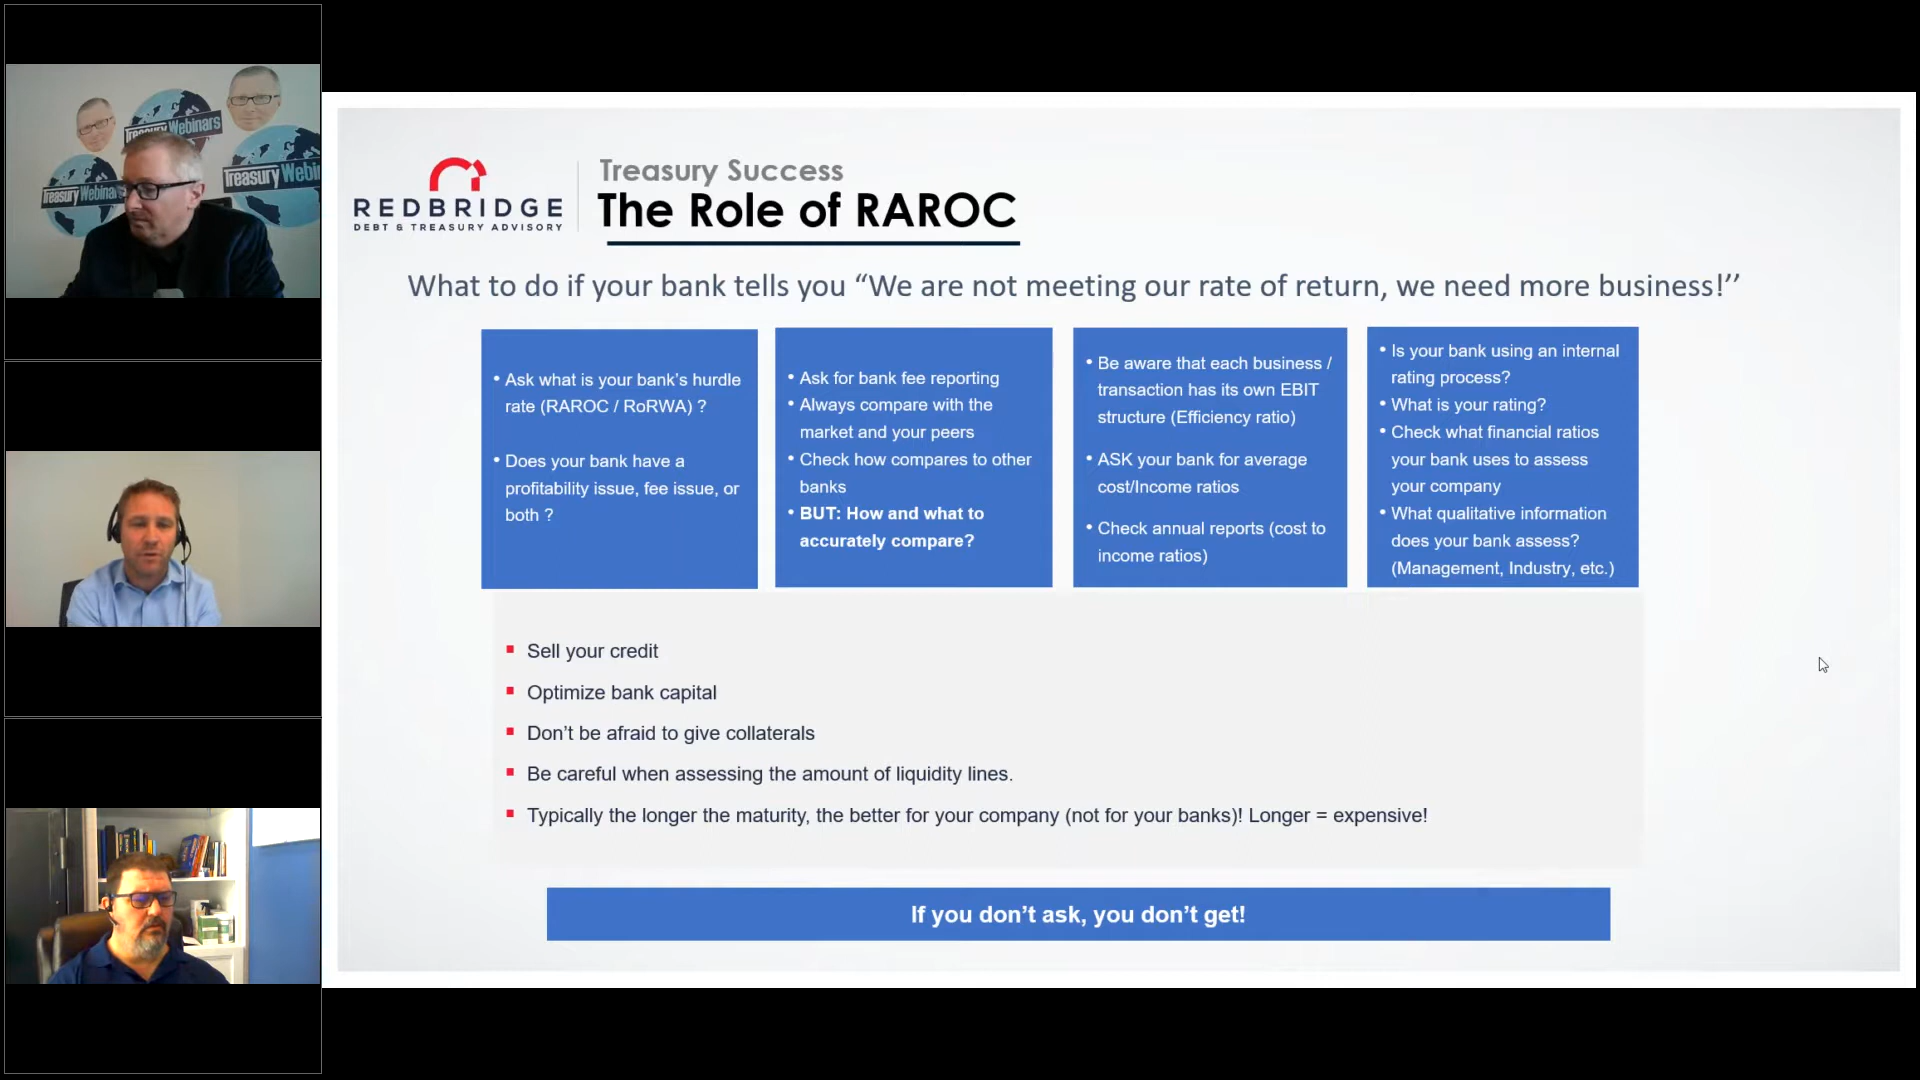 Treasury Webinars
Treasury Webinars
Treasury Webi
REDBRIDGE
DEBT & TREASURY ADVISORY
Treasury Success
The Role of RAROC
What to do if your bank tells you “We are not meeting our rate of return, we need more business!’’
• Ask what is your bank’s hurdle
rate (RAROC / RoRWA) ?
• Does your bank have a
profitability issue, fee issue, or
both ?
• Ask for bank fee reporting
• Always compare with the
market and your peers
• Check how compares to other
banks
• BUT: How and what to
accurately compare?
• Be aware that each business /
transaction has its own EBIT
structure (Efficiency ratio)
• ASK your bank for average
cost/Income ratios
• Check annual reports (cost to
income ratios)
• Is your bank using an internal
rating process?
• What is your rating?
• Check what financial ratios
your bank uses to assess
your company
• What qualitative information
does your bank assess?
(Management, Industry, etc.)
▪ Sell your credit
▪ Optimize bank capital
▪ Don’t be afraid to give collaterals
▪ Be careful when assessing the amount of liquidity lines.
▪ Typically the longer the maturity, the better for your company (not for your banks)! Longer = expensive!
If you don’t ask, you don’t get!